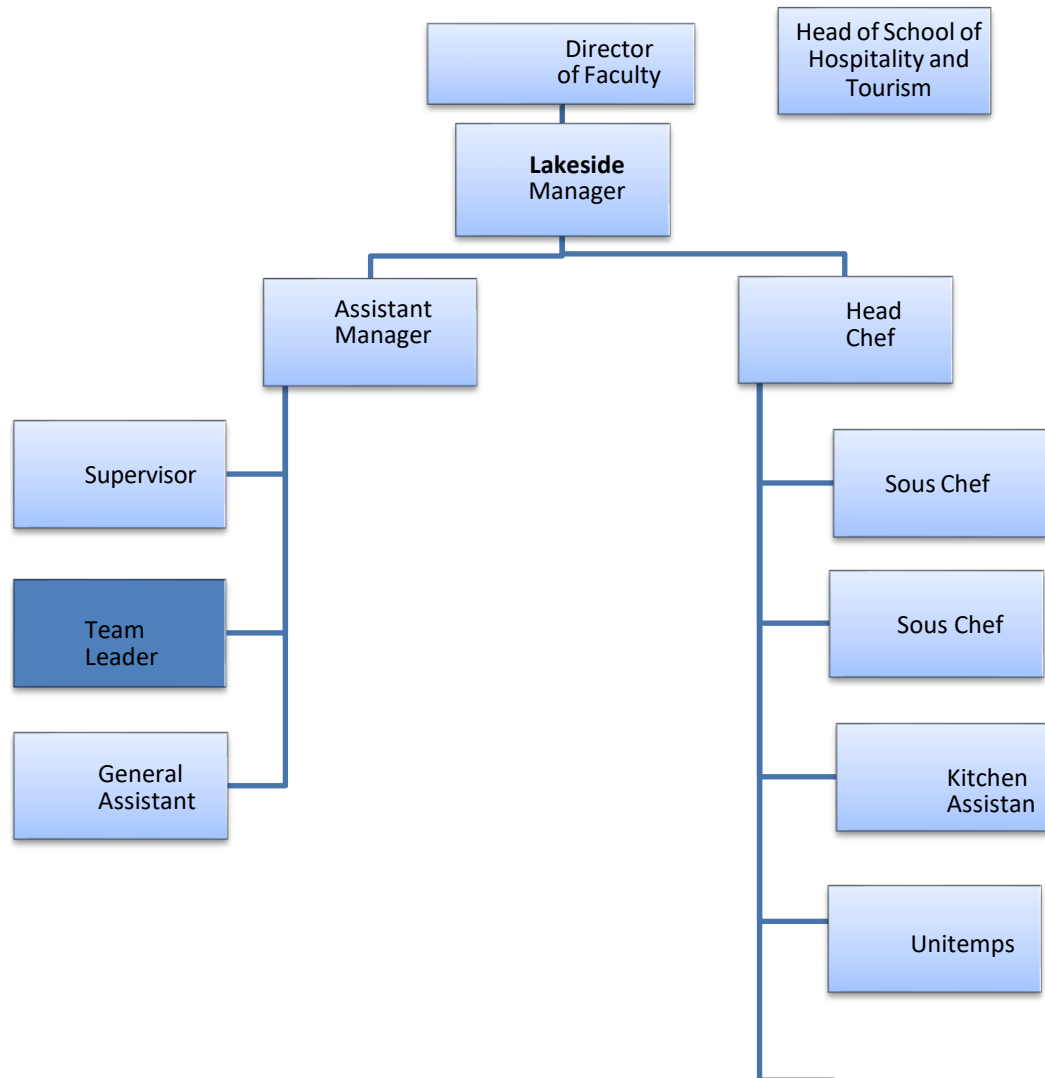 Director
of Faculty
Head of School of
Hospitality and
Tourism
Lakeside
Manager
Assistant
Manager
Head
Chef
Supervisor
Sous Chef
Team
Leader
Sous Chef
General
Assistant
Kitchen
Assistan
Unitemps